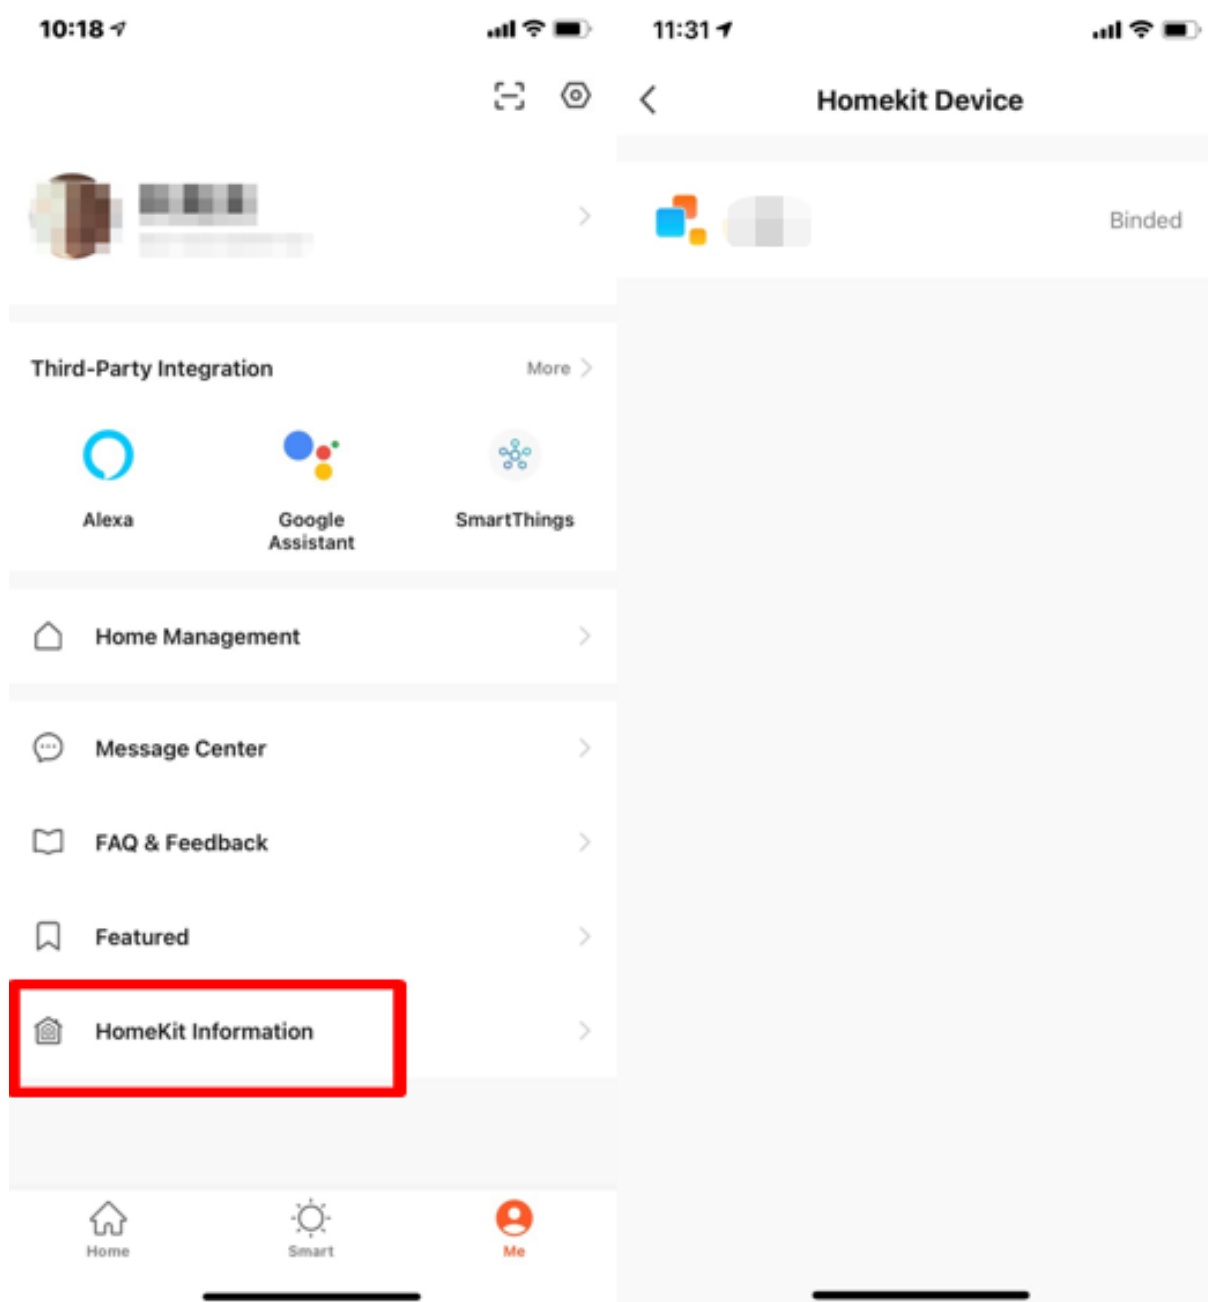 10:18
Third-Party Integration
More
Alexa
Google
Assistant
SmartThings
Home Management
Message Center
FAQ & Feedback
Featured
HomeKit Information
Home
Smart
Me
11:31
Homekit Device
Binded